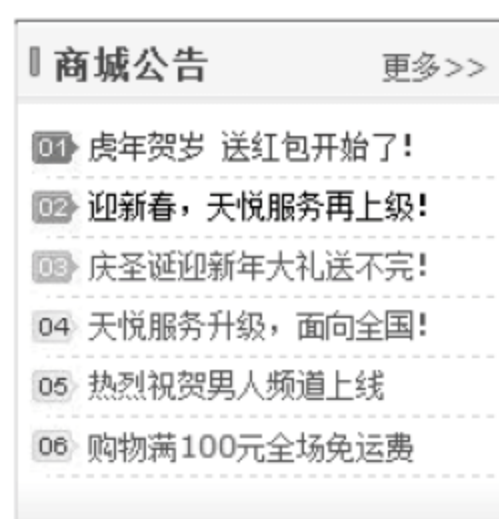 商城公告 更多>>
01 虎年贺岁 送红包开始了!
02 迎新春，天悦服务再上级!
03 庆圣诞迎新年大礼送不完!
04 天悦服务升级，面向全国!
05 热烈祝贺男人频道上线
06 购物满100元全场免运费